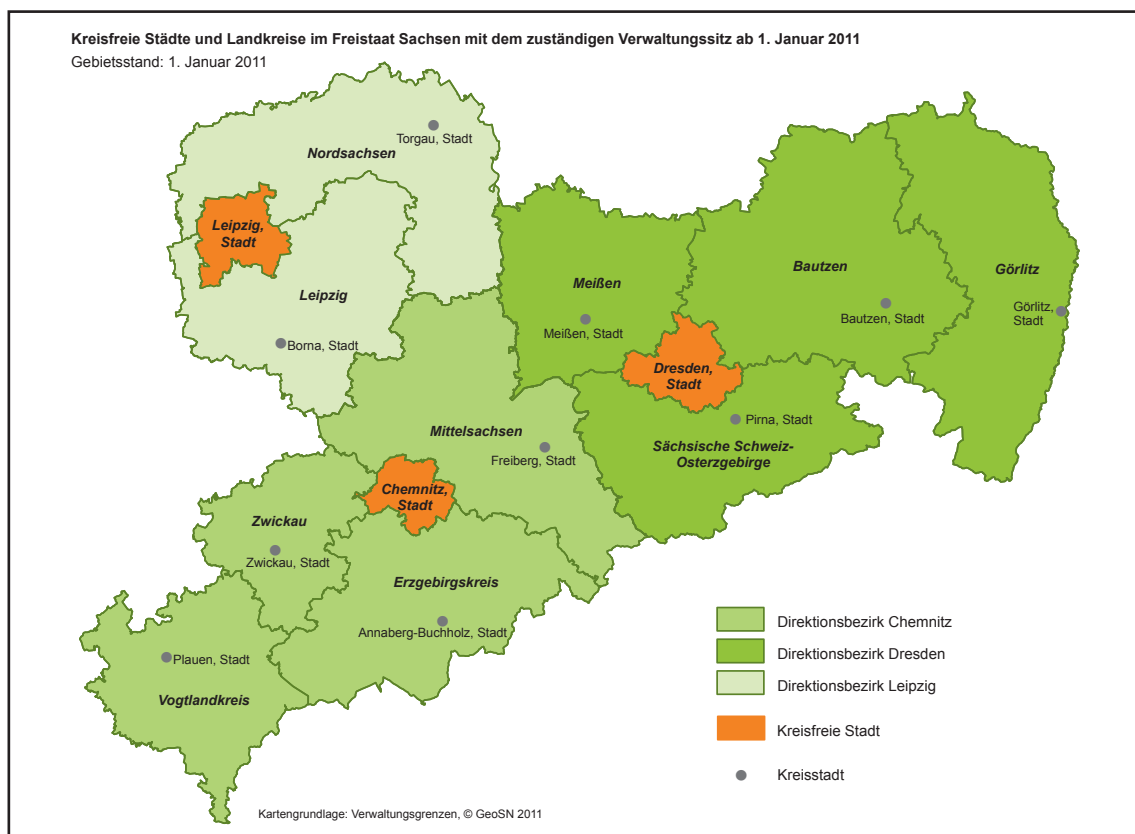 Kreisfreie Städte und Landkreise im Freistaat Sachsen mit dem zuständigen Verwaltungssitz ab 1. Januar 2011
Gebietsstand: 1. Januar 2011
Torgau, Stadt
Nordsachsen
Leipzig,
Stadt
Leipzig
Borna, Stadt
Meißen
Meißen, Stadt
Bautzen
Bautzen, Stadt
Görlitz
Görlitz,
Stadt
Dresden,
Stadt
Pirna, Stadt
Sächsische Schweiz-
Osterzgebirge
Mittelsachsen
Freiberg, Stadt
Chemnitz,
Stadt
Zwickau
Zwickau, Stadt
Erzgebirgskreis
Annaberg-Buchholz, Stadt
Plauen, Stadt
Vogtlandkreis
Direktionsbezirk Chemnitz
Direktionsbezirk Dresden
Direktionsbezirk Leipzig
Kreisfreie Stadt
Kreisstadt
Kartengrundlage: Verwaltungsgrenzen, © GeoSN 2011